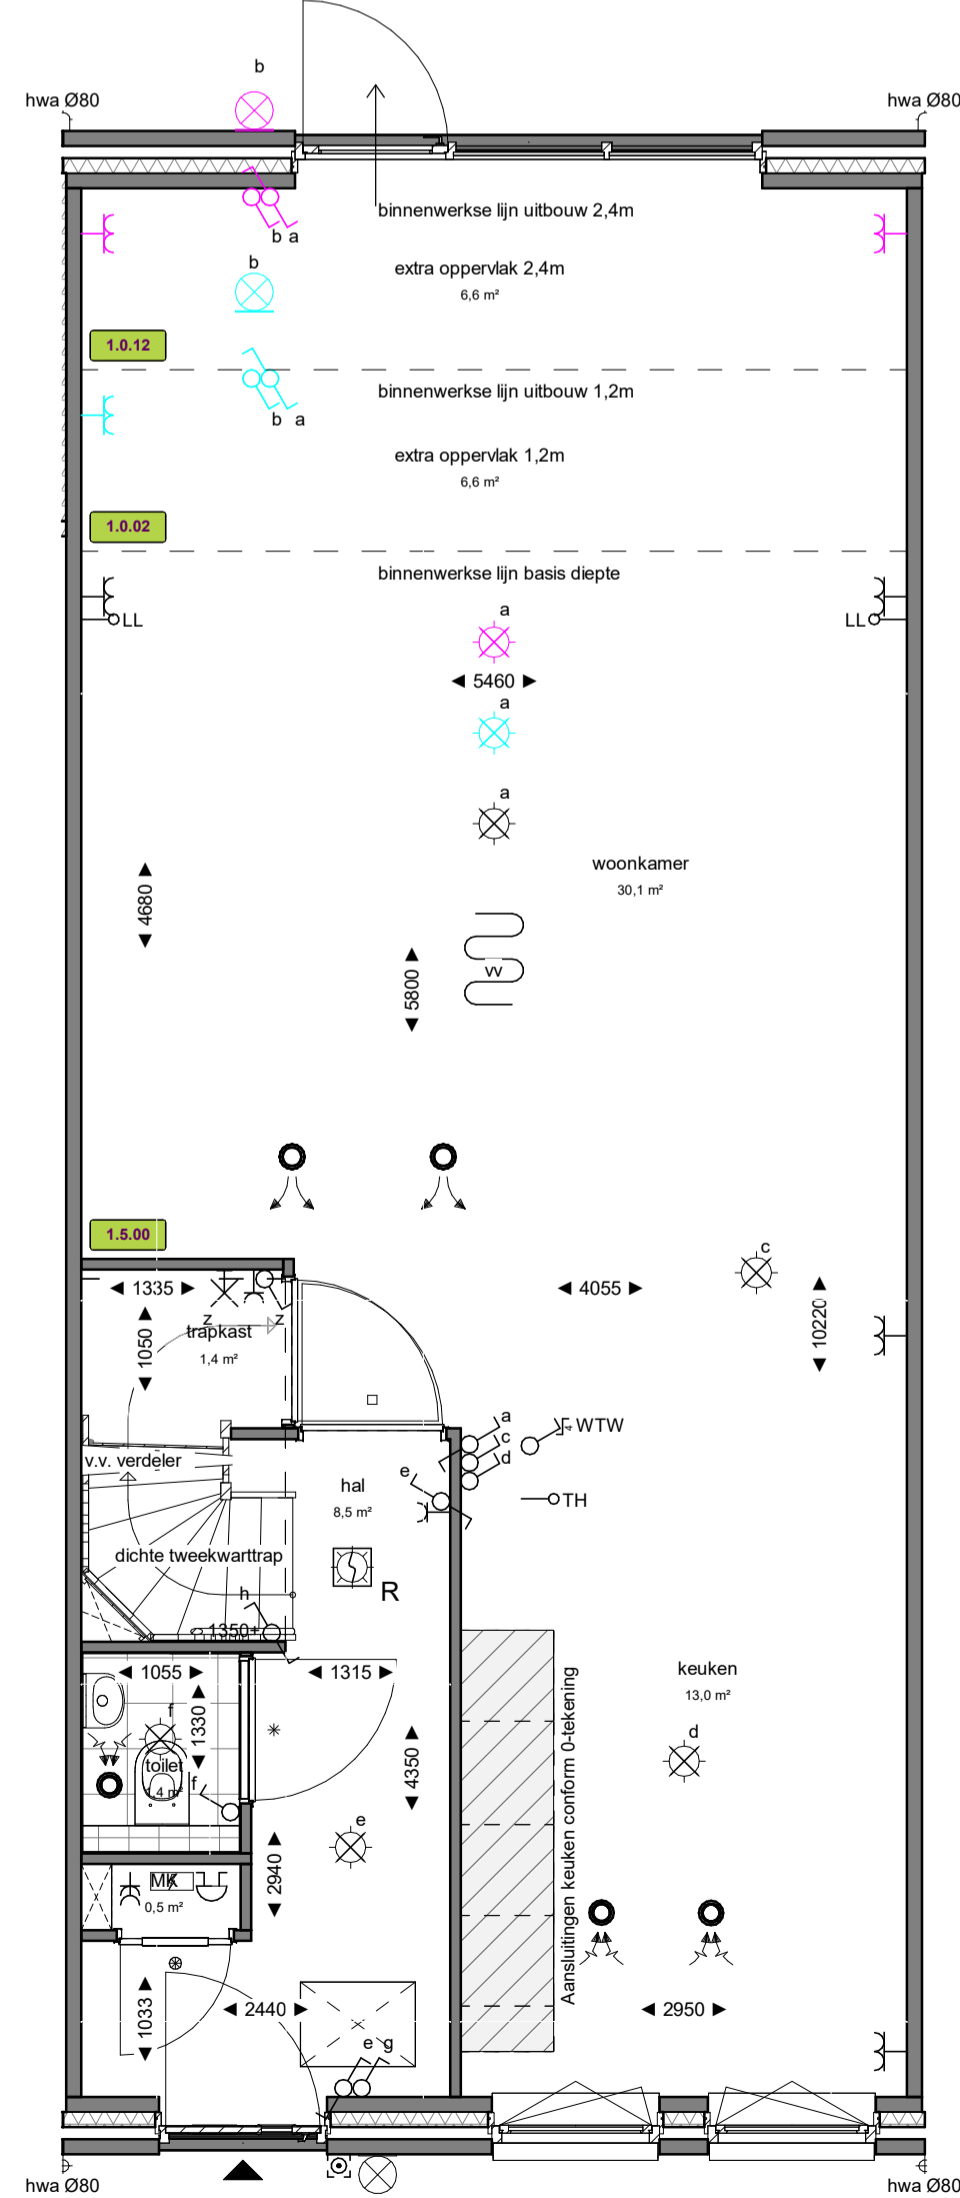 b
hwa Ø80
hwa Ø80
binnenwerkse lijn uitbouw 2,4m
b a
b
extra oppervlak 2,4m
6,6 m²
1.0.12
binnenwerkse lijn uitbouw 1,2m
b a
extra oppervlak 1,2m
6,6 m²
1.0.02
binnenwerkse lijn basis diepte
a
LL
LL
5460
a
a
woonkamer
30,1 m²
4680
5800
vv
1.5.00
c
1335
4055
z
z
trapkast
1,4 m²
1050
10220
a
WTW
c
d
v.v. verdeler
e
hal
8,5 m²
TH
dichte tweekwarttrap
R
h
1350+
1055
1315
keuken
13,0 m²
f
1330
d
toilet
1,4 m²
f
4350
Aansluitingen keuken conform 0-tekening
e
2940
MK
0,5 m²
1033
2440
2950
e g
hwa Ø80
hwa Ø80